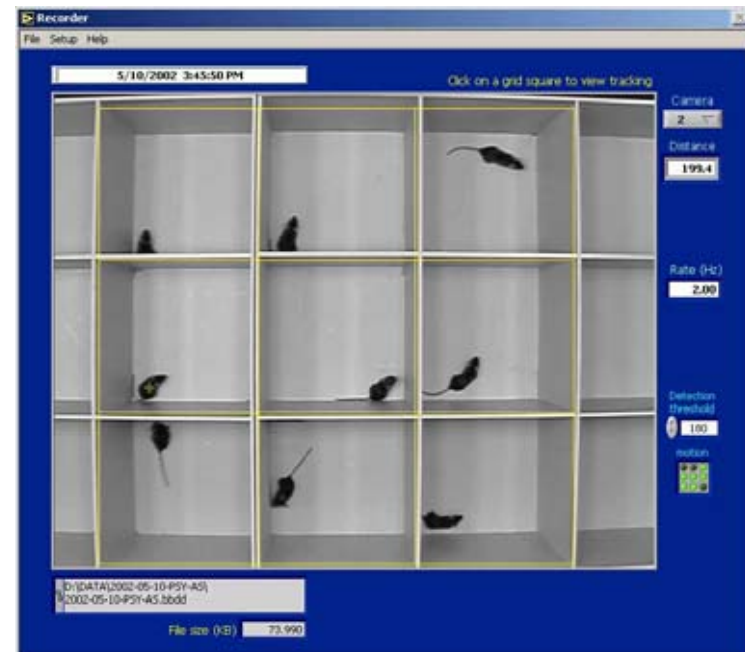 Recorder
File Setup Help
5/10/2002 3:45:50 PM
Click on a grid square to view tracking
Camera
2
Distance
199.4
Rate (Hz)
2.00
Detection
threshold
180
motion
D:\DATA\2002-05-10-PSY-AS\
2002-05-10-PSY-AS.bbdd
File size (KB) 73.990